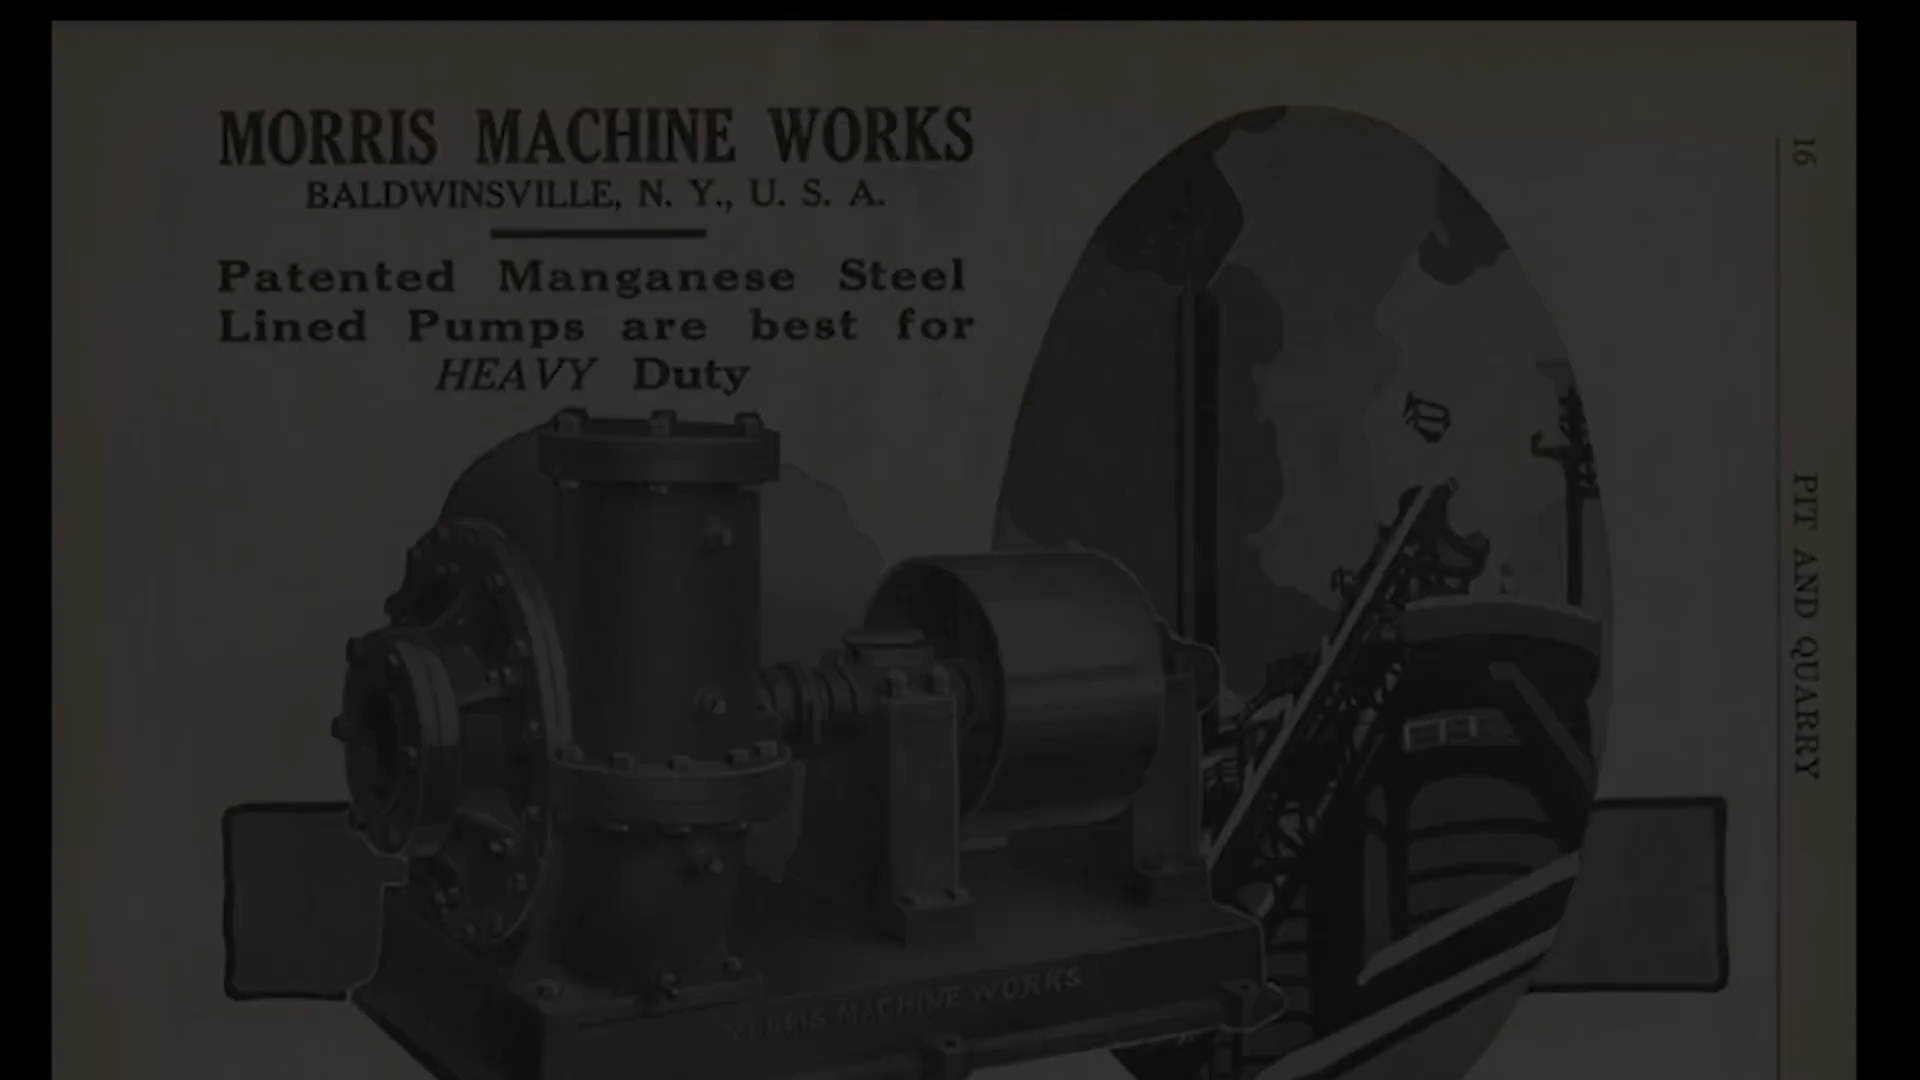 MORRIS MACHINE WORKS
BALDWINSVILLE, N. Y., U. S. A.
Patented Manganese Steel
Lined Pumps are best for
HEAVY Duty
MORRIS MACHINE WORKS
16
PIT AND QUARRY